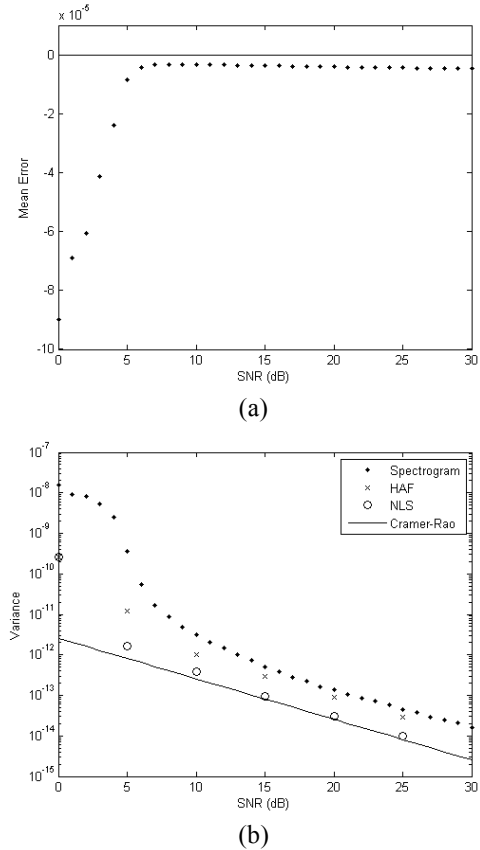 x 10⁻⁵
0
-2
-4
-6
-8
-10
Mean Error
0 5 10 15 20 25 30
SNR (dB)
(a)
10⁻⁷
10⁻⁸
10⁻⁹
10⁻¹⁰
10⁻¹¹
10⁻¹²
10⁻¹³
10⁻¹⁴
10⁻¹⁵
Variance
Spectrogram
HAF
NLS
Cramer-Rao
0 5 10 15 20 25 30
SNR (dB)
(b)